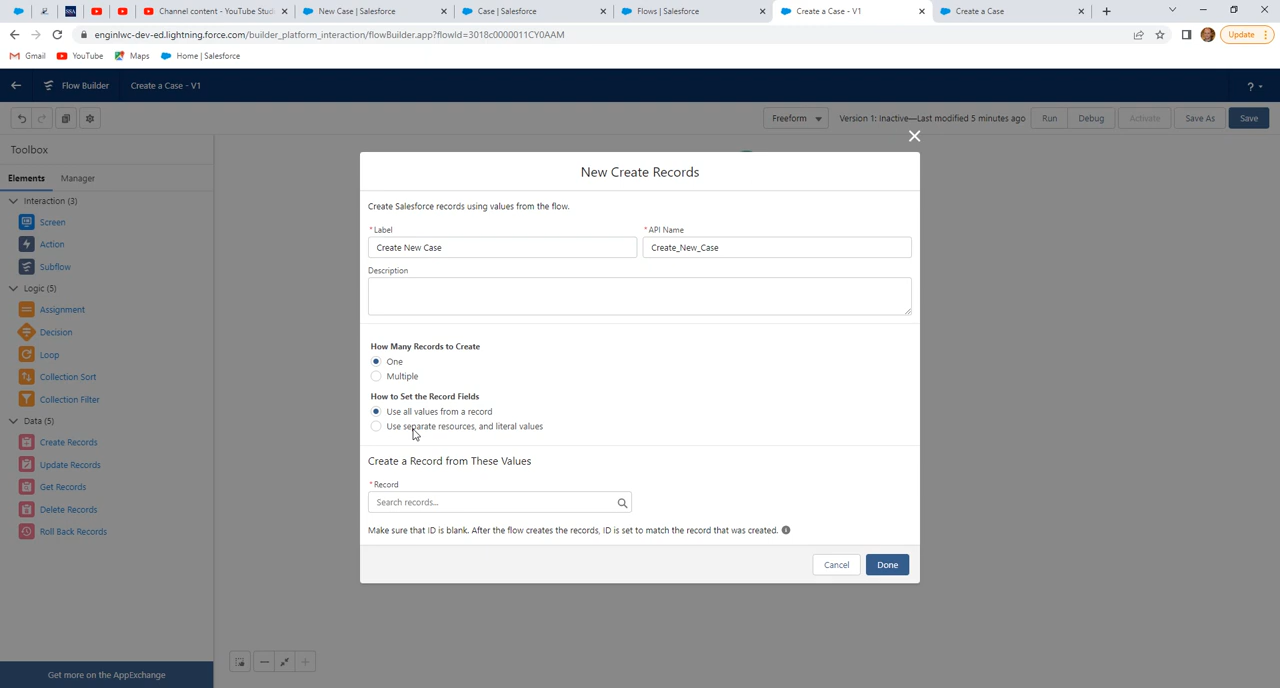 Channel content - YouTube Stud
New Case | Salesforce
Case | Salesforce
Flows | Salesforce
Create a Case - V1
Create a Case
enginlwc-dev-ed.lightning.force.com/builder_platform_interaction/flowBuilder.app?flowId=3018c0000011CY0AAM
Update
Gmail
YouTube
Maps
Home | Salesforce
Flow Builder
Create a Case - V1
?
Freeform
Version 1: Inactive—Last modified 5 minutes ago
Run
Debug
Activate
Save As
Save
Toolbox
Elements
Manager
Interaction (3)
Screen
Action
Subflow
Logic (5)
Assignment
Decision
Loop
Collection Sort
Collection Filter
Data (5)
Create Records
Update Records
Get Records
Delete Records
Roll Back Records
Get more on the AppExchange
New Create Records
Create Salesforce records using values from the flow.
* Label
* API Name
Create New Case
Create_New_Case
Description
How Many Records to Create
One
Multiple
How to Set the Record Fields
Use all values from a record
Use separate resources, and literal values
Create a Record from These Values
* Record
Search records...
Make sure that ID is blank. After the flow creates the records, ID is set to match the record that was created.
Cancel
Done